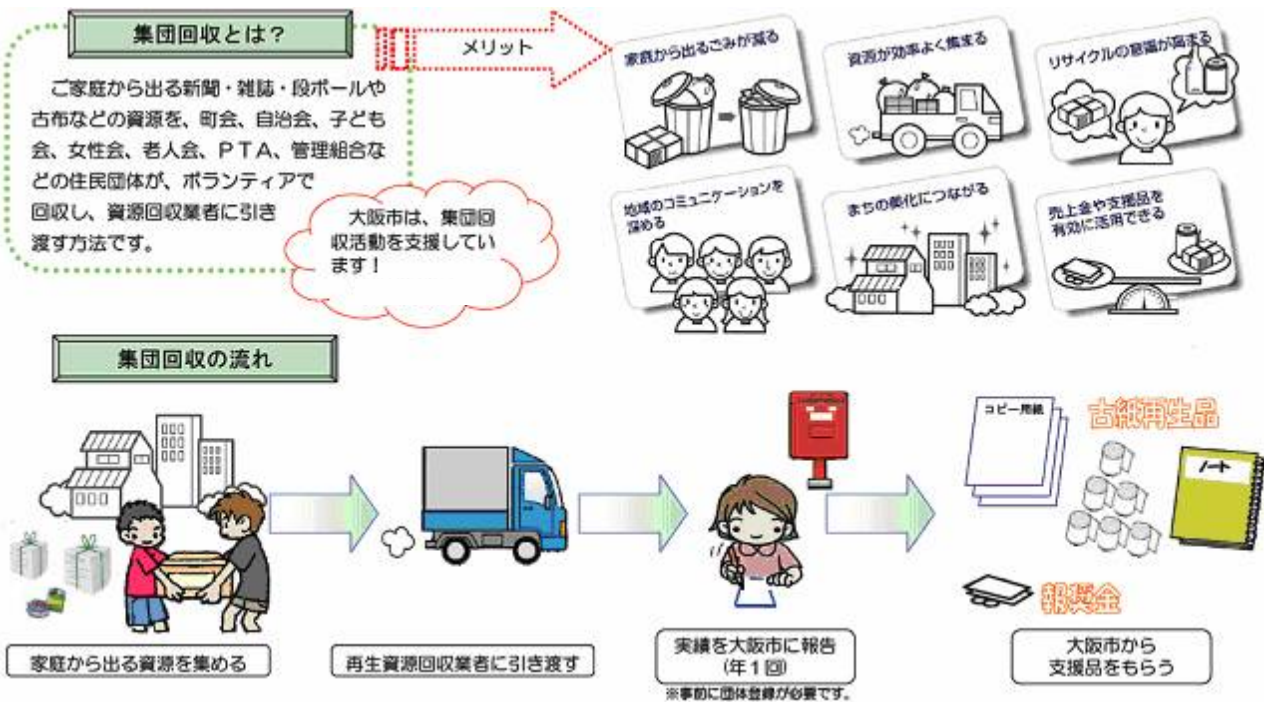 集団回収とは？
ご家庭から出る新聞・雑誌・段ボールや
古布などの資源を、町会、自治会、子ども
会、女性会、老人会、ＰＴＡ、管理組合な
どの住民団体が、ボランティアで
回収し、資源回収業者に引き
渡す方法です。
大阪市は、集団回
収活動を支援してい
ます！
メリット
家庭から出るごみが減る
資源が効率よく集まる
リサイクルの意識が高まる
地域のコミュニケーションを
深める
まちの美化につながる
売上金や支援品を
有効に活用できる
集団回収の流れ
コピー用紙
古紙再生品
ノート
報奨金
家庭から出る資源を集める
再生資源回収業者に引き渡す
実績を大阪市に報告
(年１回)
※事前に団体登録が必要です。
大阪市から
支援品をもらう